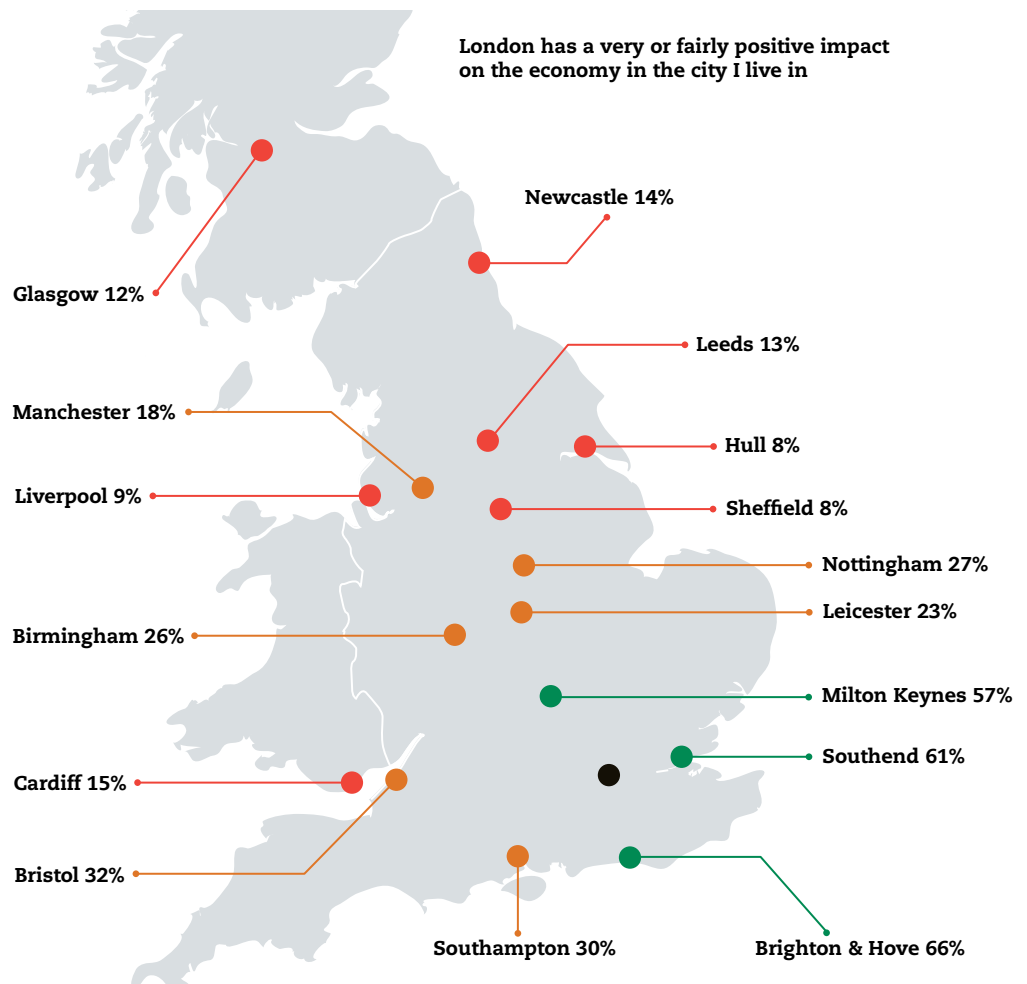 London has a very or fairly positive impact
on the economy in the city I live in
Newcastle 14%
Glasgow 12%
Leeds 13%
Manchester 18%
Hull 8%
Liverpool 9%
Sheffield 8%
Nottingham 27%
Leicester 23%
Birmingham 26%
Milton Keynes 57%
Southend 61%
Cardiff 15%
Bristol 32%
Southampton 30%
Brighton & Hove 66%